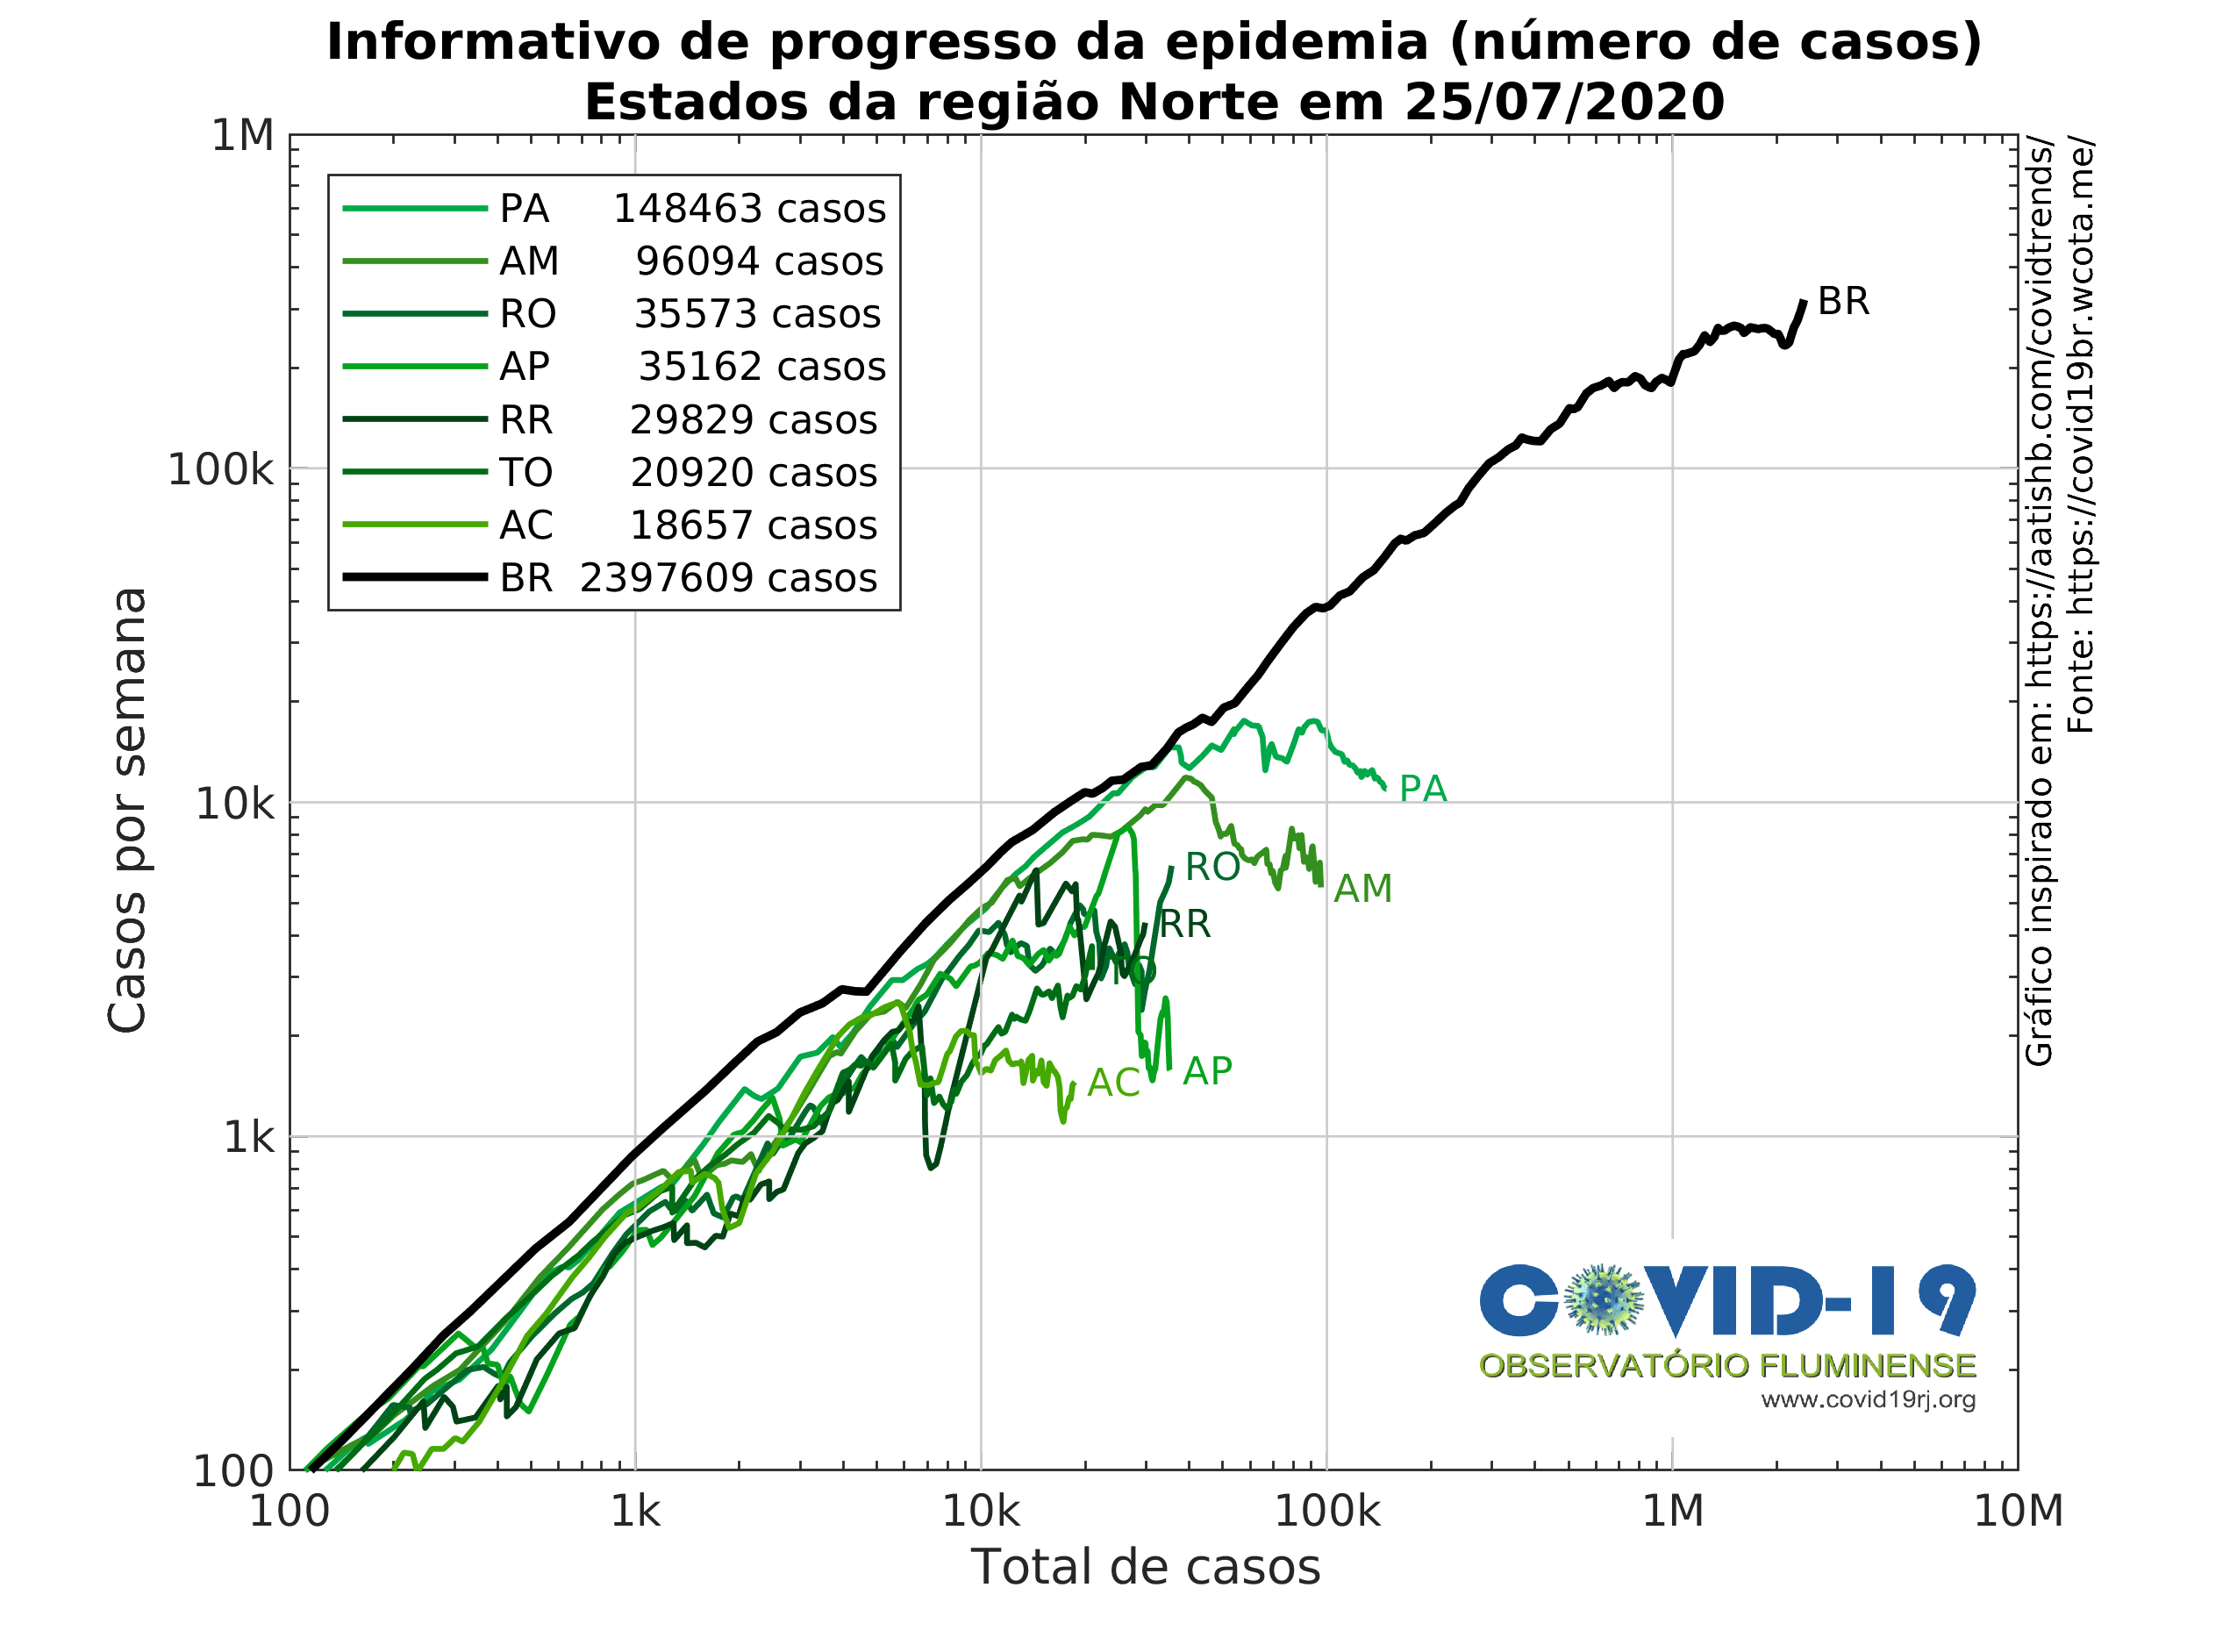 Informativo de progresso da epidemia (número de casos)
Estados da região Norte em 25/07/2020
1M
100k
10k
1k
100
Casos por semana
PA 148463 casos
AM 96094 casos
RO 35573 casos
AP 35162 casos
RR 29829 casos
TO 20920 casos
AC 18657 casos
BR 2397609 casos
BR
PA
RO
AM
RR
TO
AP
AC
100
1k
10k
100k
1M
10M
Total de casos
Gráfico inspirado em: https://aatishb.com/covidtrends/
Fonte: https://covid19br.wcota.me/
COVID-19
OBSERVATÓRIO FLUMINENSE
www.covid19rj.org